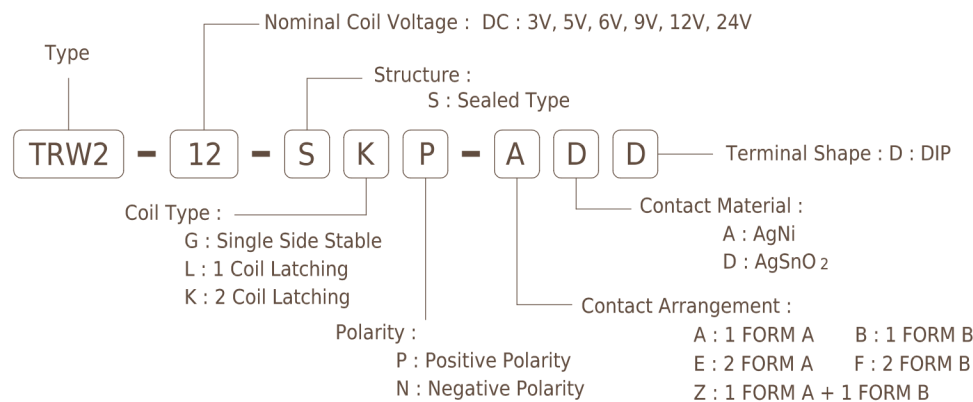 Nominal Coil Voltage : DC : 3V, 5V, 6V, 9V, 12V, 24V
Type
Structure :
S : Sealed Type
TRW2 - 12 - S K P - A D D
Terminal Shape : D : DIP
Coil Type :
G : Single Side Stable
L : 1 Coil Latching
K : 2 Coil Latching
Contact Material :
A : AgNi
D : AgSnO2
Polarity :
P : Positive Polarity
N : Negative Polarity
Contact Arrangement :
A : 1 FORM A B : 1 FORM B
E : 2 FORM A F : 2 FORM B
Z : 1 FORM A + 1 FORM B